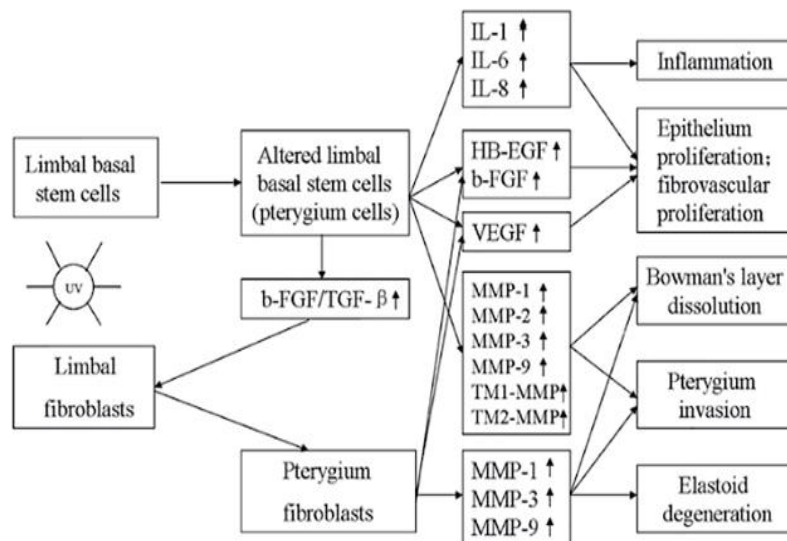 IL-1 ↑
IL-6 ↑
IL-8 ↑
Inflammation
Limbal basal
stem cells
Altered limbal
basal stem cells
(pterygium cells)
HB-EGF ↑
b-FGF ↑
Epithelium
proliferation;
fibrovascular
proliferation
VEGF ↑
UV
b-FGF/TGF-β↑
MMP-1 ↑
MMP-2 ↑
MMP-3 ↑
MMP-9 ↑
TM1-MMP↑
TM2-MMP↑
Bowman's layer
dissolution
Limbal
fibroblasts
Pterygium
invasion
Pterygium
fibroblasts
MMP-1 ↑
MMP-3 ↑
MMP-9 ↑
Elastoid
degeneration